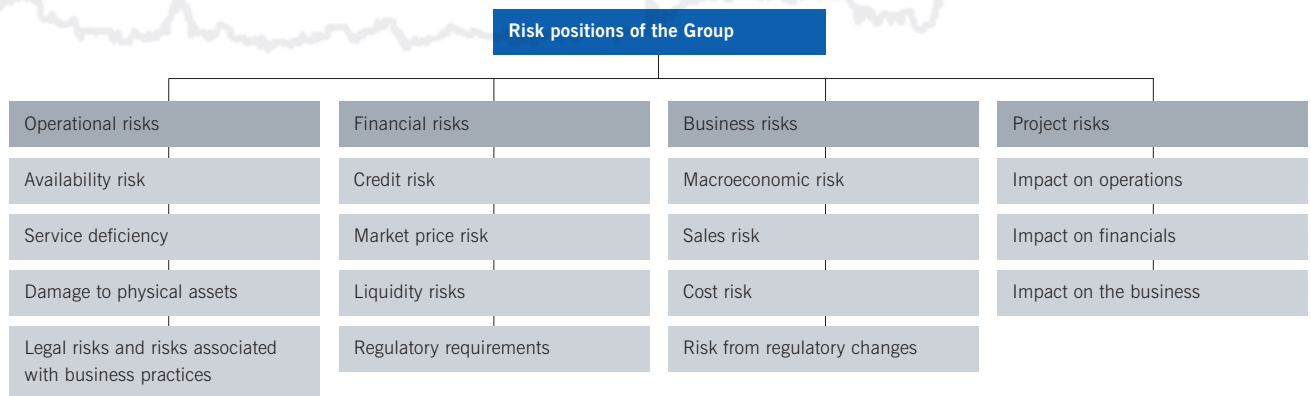 Risk positions of the Group
Operational risks
Availability risk
Service deficiency
Damage to physical assets
Legal risks and risks associated
with business practices
Financial risks
Credit risk
Market price risk
Liquidity risks
Regulatory requirements
Business risks
Macroeconomic risk
Sales risk
Cost risk
Risk from regulatory changes
Project risks
Impact on operations
Impact on financials
Impact on the business